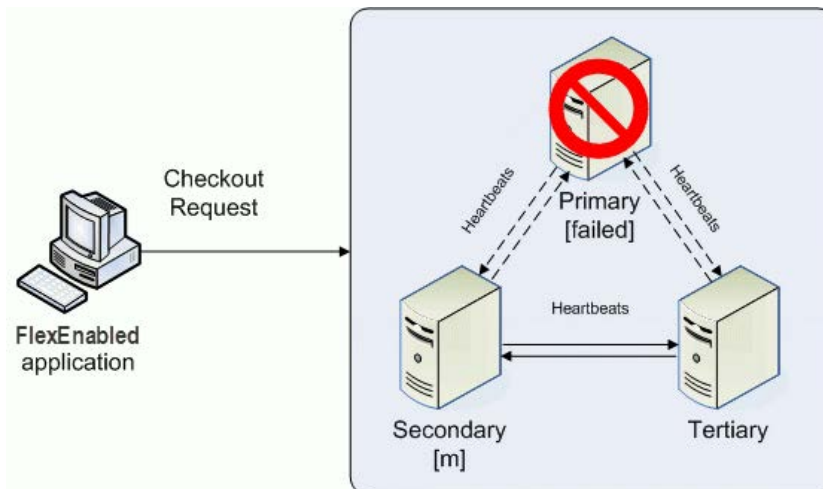 Checkout
Request
FlexEnabled
application
Heartbeats
Primary
[failed]
Heartbeats
Heartbeats
Secondary
[m]
Tertiary